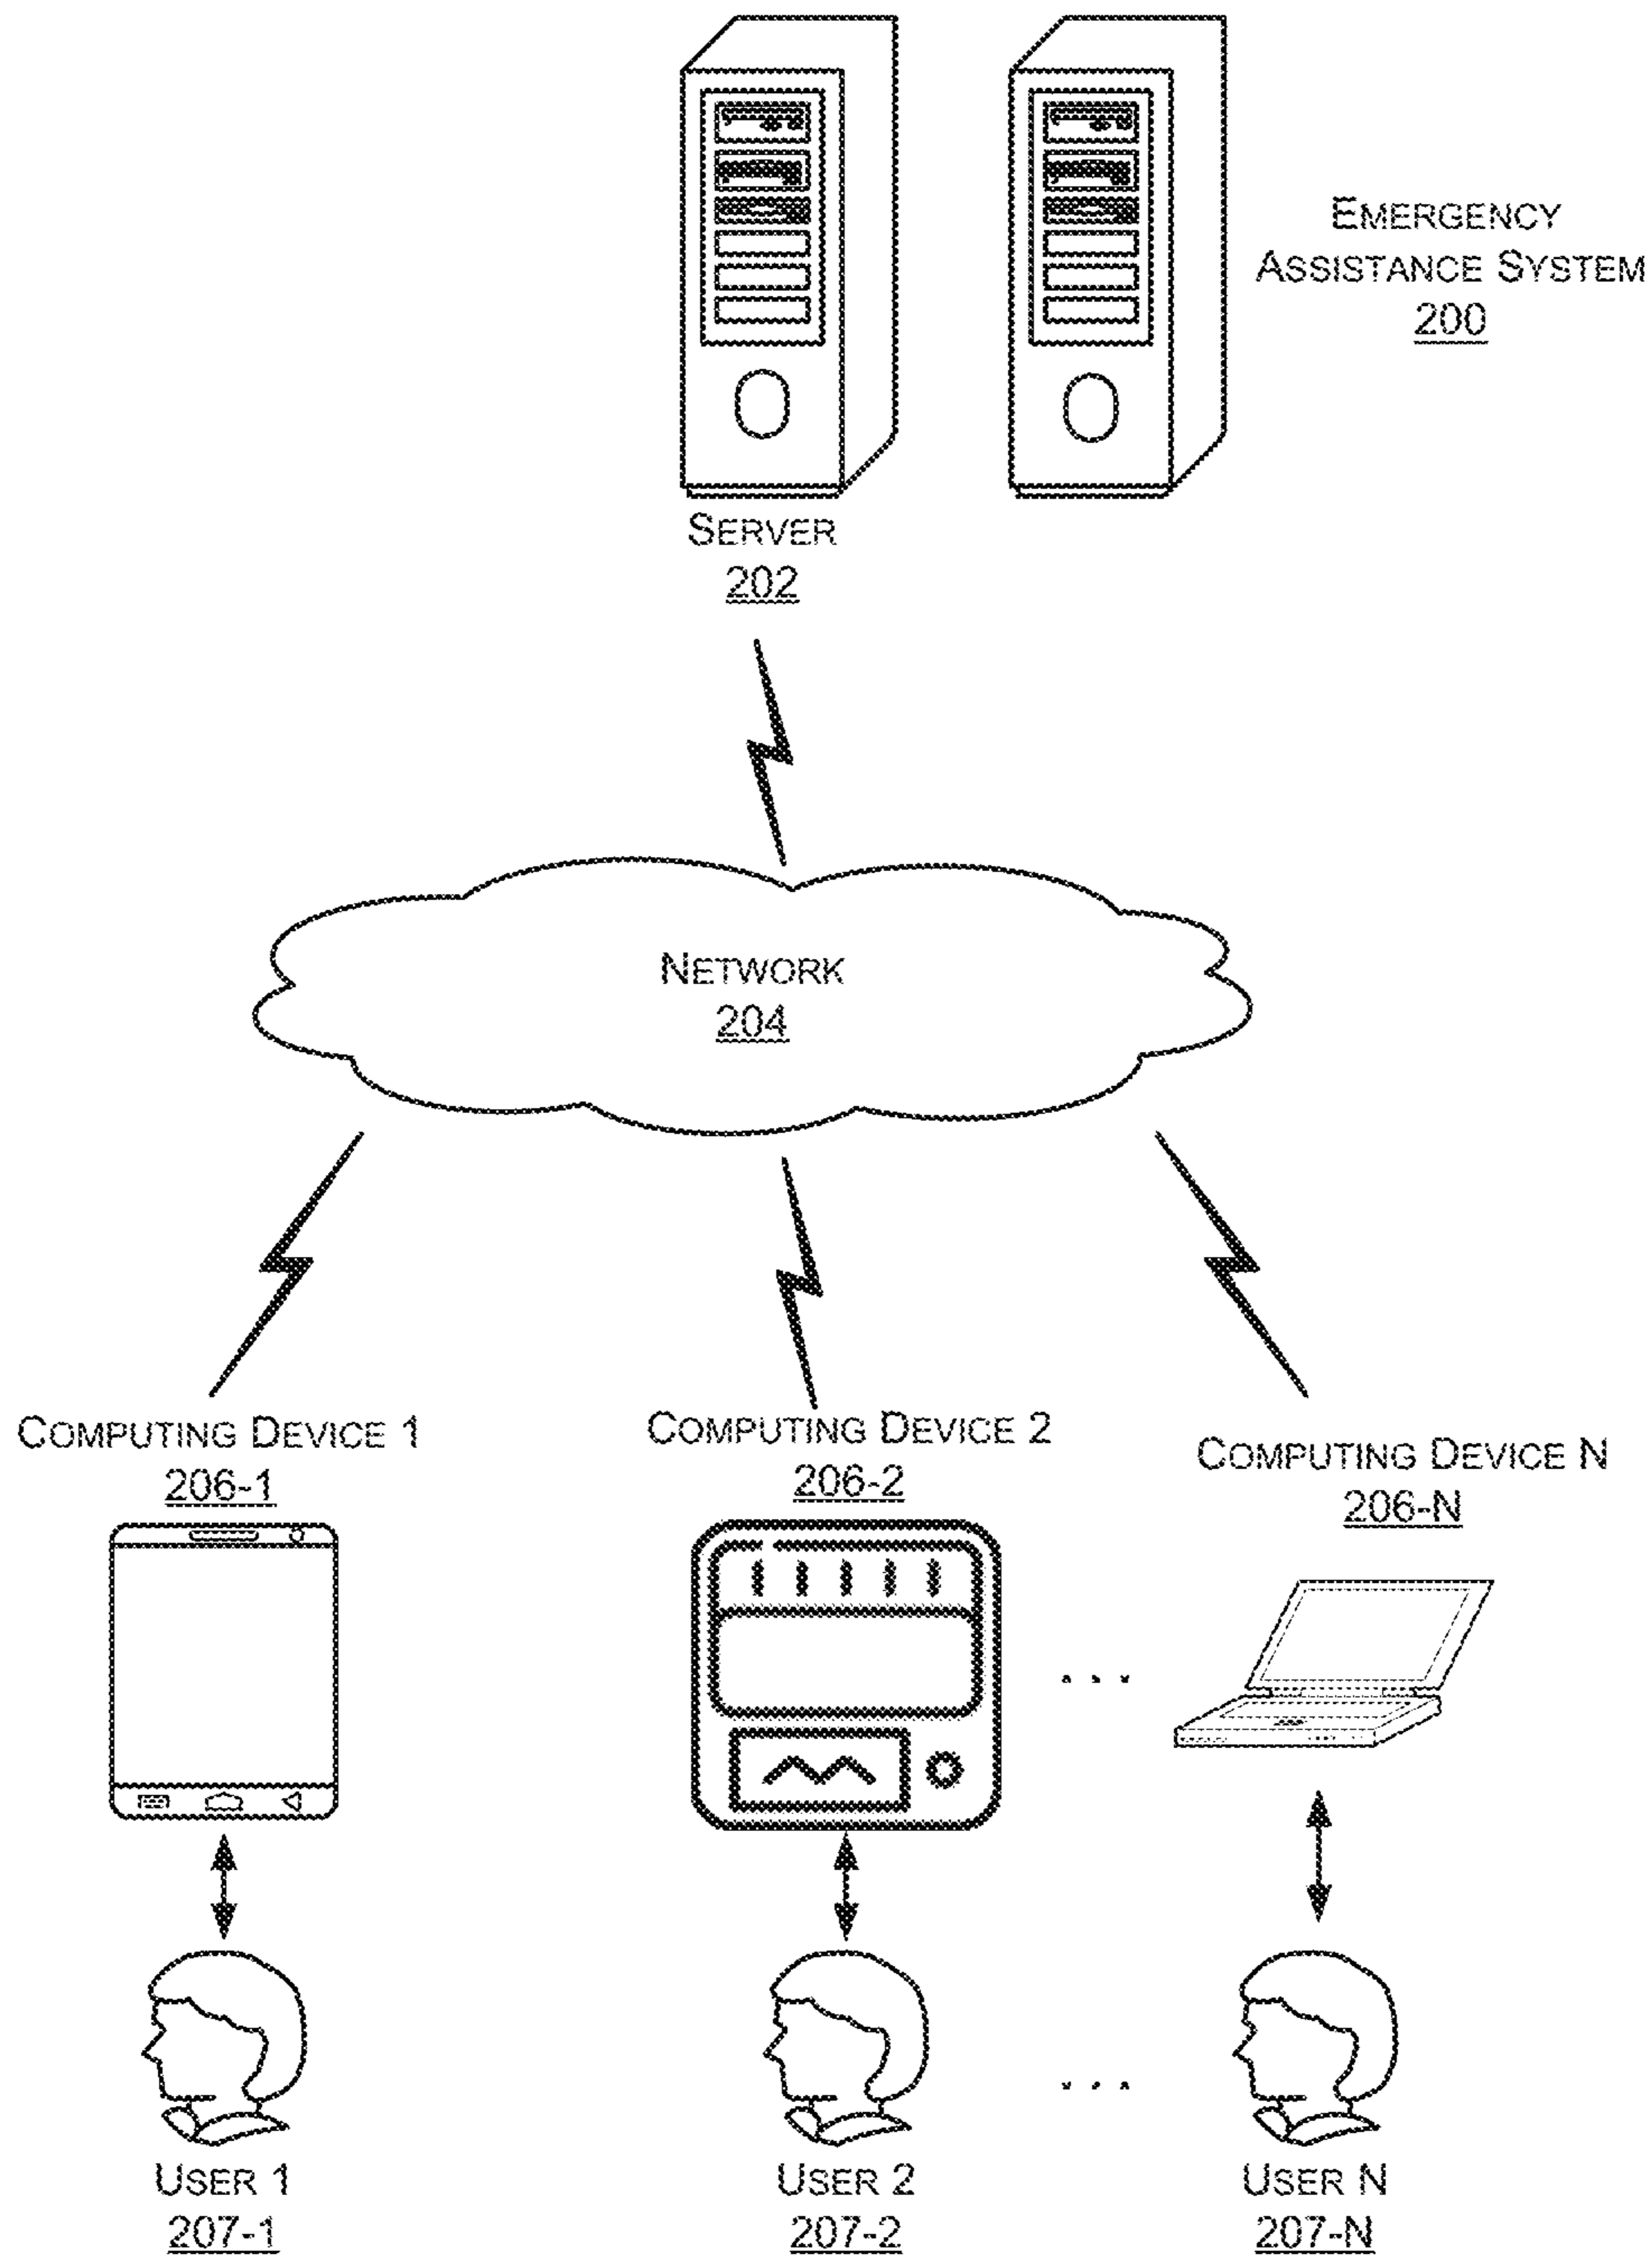 EMERGENCY
ASSISTANCE SYSTEM
200
SERVER
202
NETWORK
204
COMPUTING DEVICE 1
206-1
COMPUTING DEVICE 2
206-2
COMPUTING DEVICE N
206-N
. . .
. . .
USER 1
207-1
USER 2
207-2
USER N
207-N